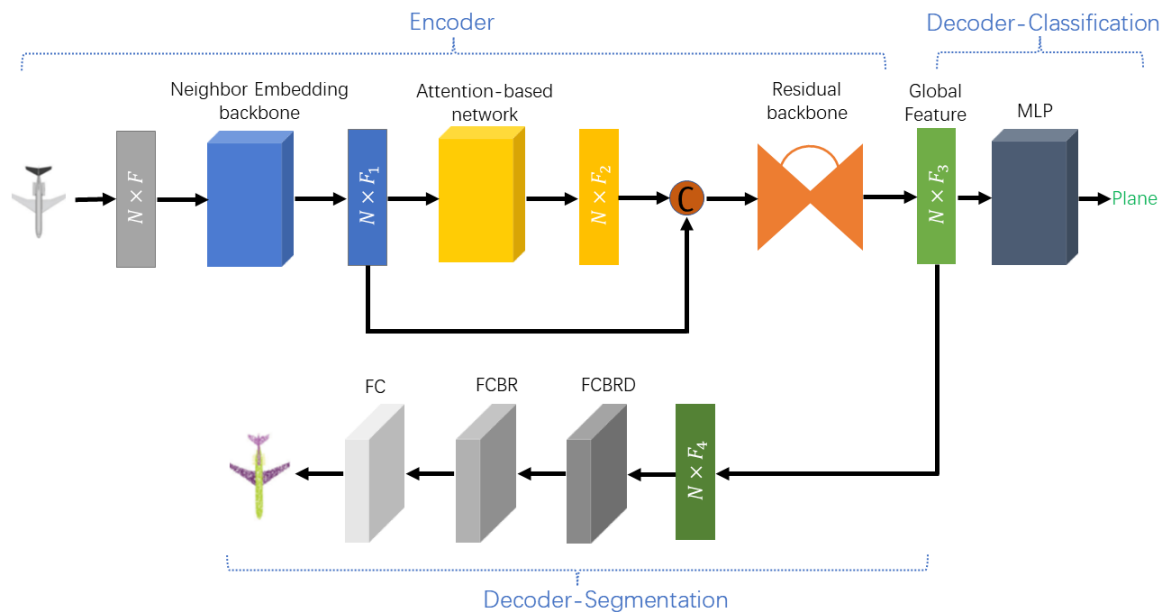 Encoder
Decoder-Classification
Neighbor Embedding
backbone
Attention-based
network
Residual
backbone
Global
Feature
MLP
N × F
N × F₁
N × F₂
C
N × F₃
Plane
FC
FCBR
FCBRD
N × F₄
Decoder-Segmentation